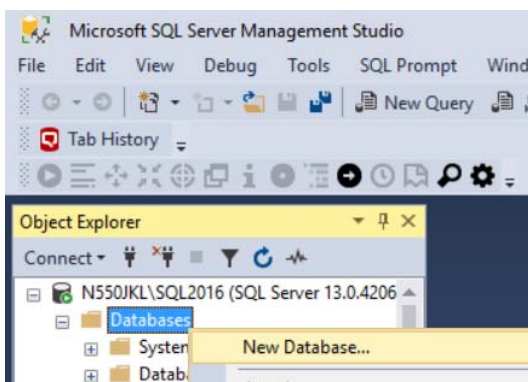 Microsoft SQL Server Management Studio
File Edit View Debug Tools SQL Prompt
New Query
Tab History
Object Explorer
Connect
N550JKL\SQL2016 (SQL Server 13.0.4206
Databases
System
New Database...